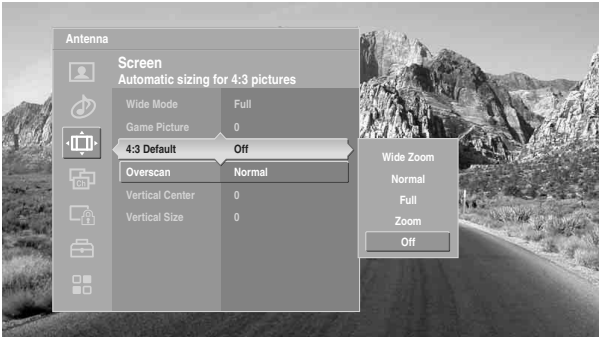 Antenna
Screen
Automatic sizing for 4:3 pictures
Wide Mode Full
Game Picture 0
4:3 Default Off
Overscan Normal
Vertical Center 0
Vertical Size 0
Wide Zoom
Normal
Full
Zoom
Off
Ch